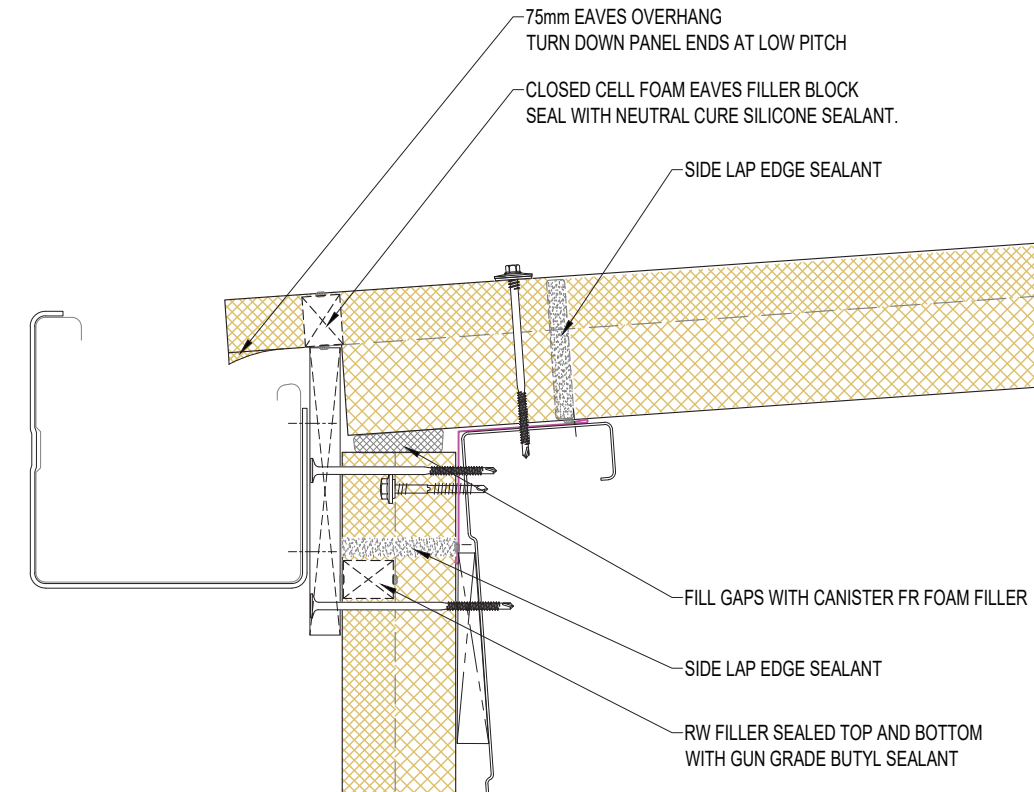 75mm EAVES OVERHANG
TURN DOWN PANEL ENDS AT LOW PITCH
CLOSED CELL FOAM EAVES FILLER BLOCK
SEAL WITH NEUTRAL CURE SILICONE SEALANT.
SIDE LAP EDGE SEALANT
FILL GAPS WITH CANISTER FR FOAM FILLER
SIDE LAP EDGE SEALANT
RW FILLER SEALED TOP AND BOTTOM
WITH GUN GRADE BUTYL SEALANT